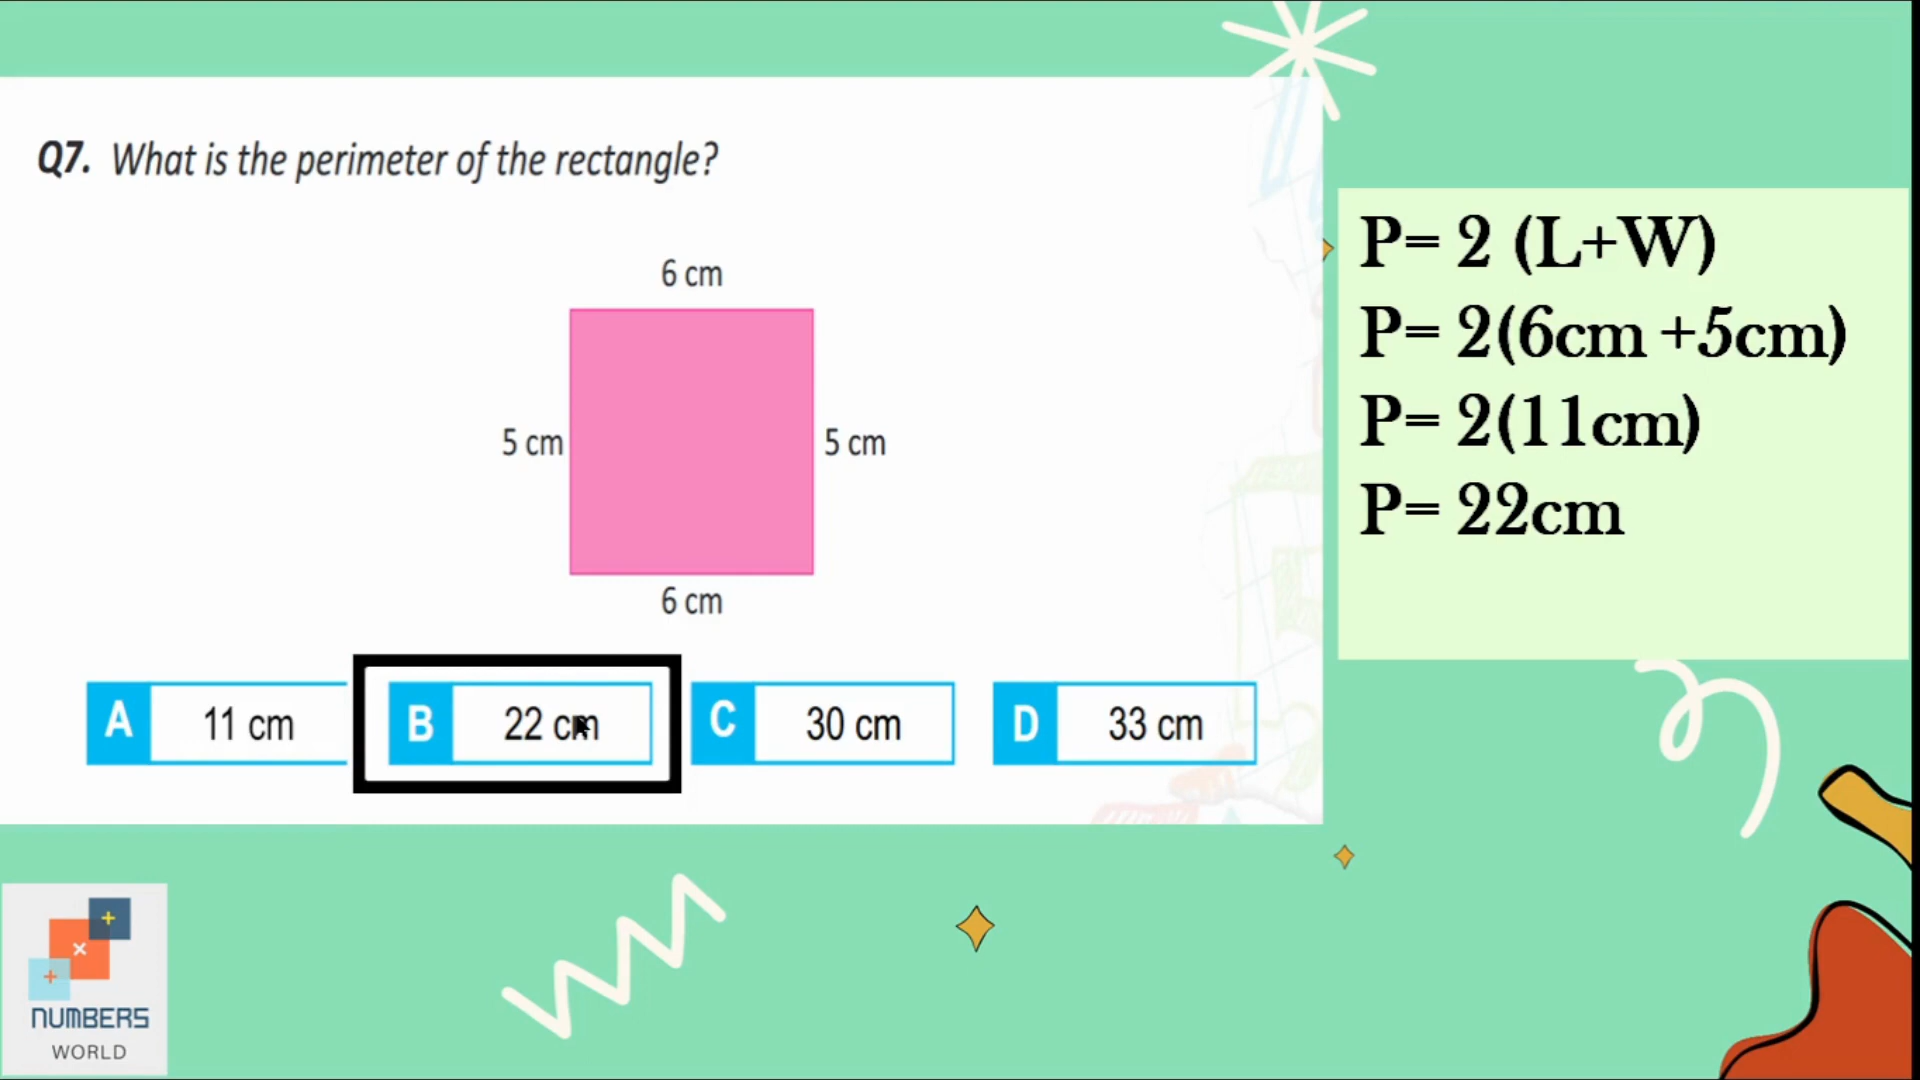 Q7. What is the perimeter of the rectangle?
6 cm
5 cm
5 cm
6 cm
A 11 cm
B 22 cm
C 30 cm
D 33 cm
P= 2 (L+W)
P= 2(6cm +5cm)
P= 2(11cm)
P= 22cm
+
×
+
NUMBERS
WORLD